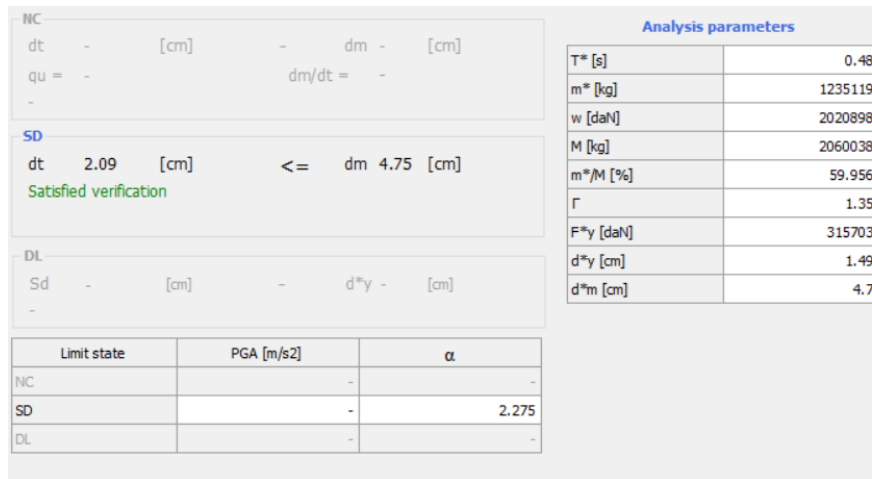 NC
dt - [cm] - dm - [cm]
qu = - dm/dt = -
-
SD
dt 2.09 [cm] <= dm 4.75 [cm]
Satisfied verification
DL
Sd - [cm] - d*y - [cm]
-
Limit state PGA [m/s2] α
NC - -
SD - 2.275
DL - -
Analysis parameters
T* [s] 0.48
m* [kg] 1235119
w [daN] 2020898
M [kg] 2060038
m*/M [%] 59.956
Γ 1.35
F*y [daN] 315703
d*y [cm] 1.49
d*m [cm] 4.7